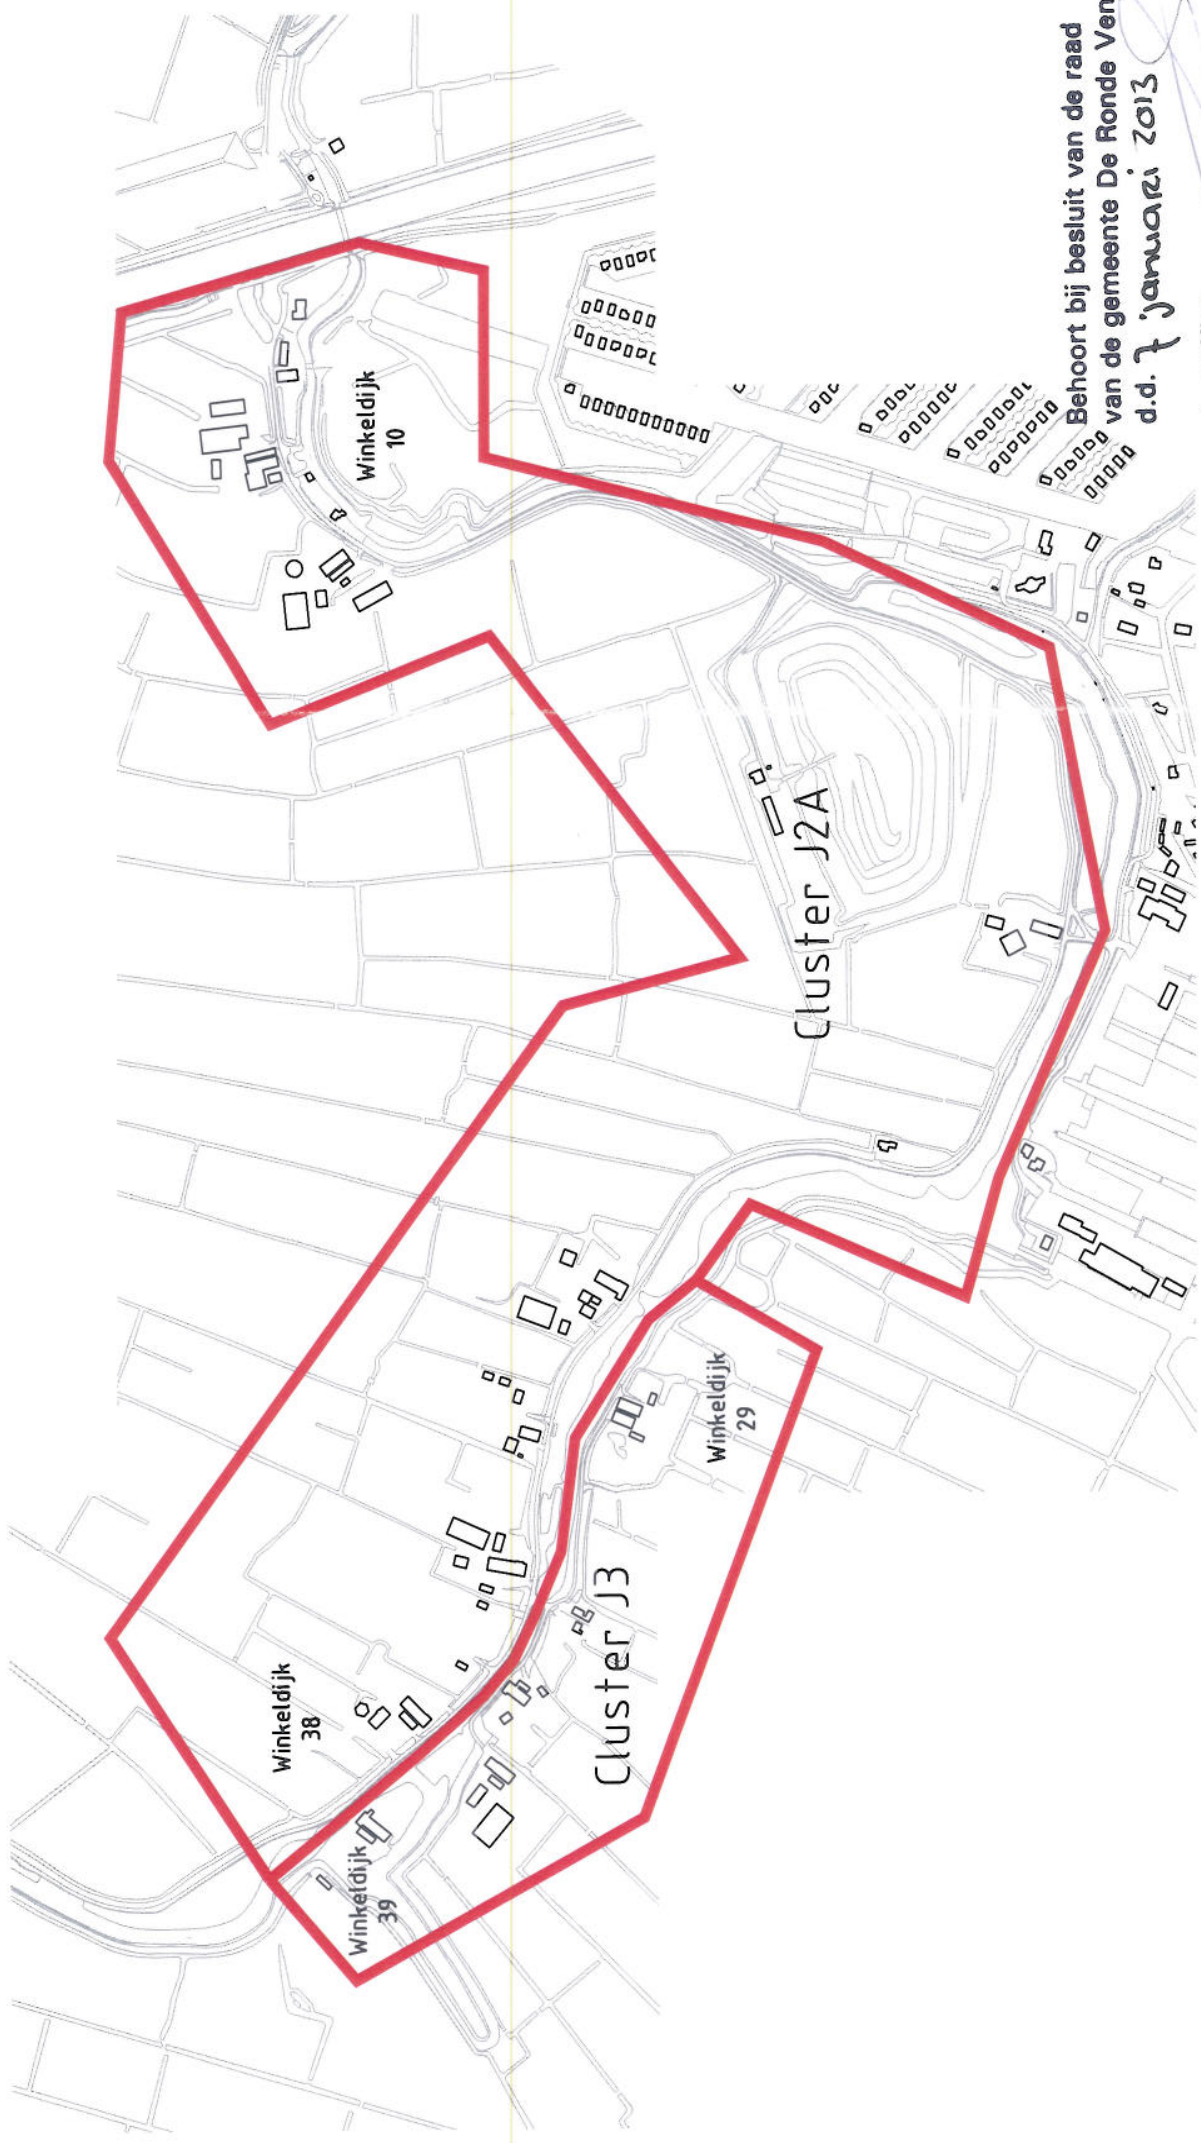 Behoort bij besluit van de raad
van de gemeente De Ronde Ven
d.d. 7 januari 2013
Winkeldijk
10
Cluster J2A
Winkeldijk
29
Winkeldijk
38
Cluster J3
Winkeldijk
39